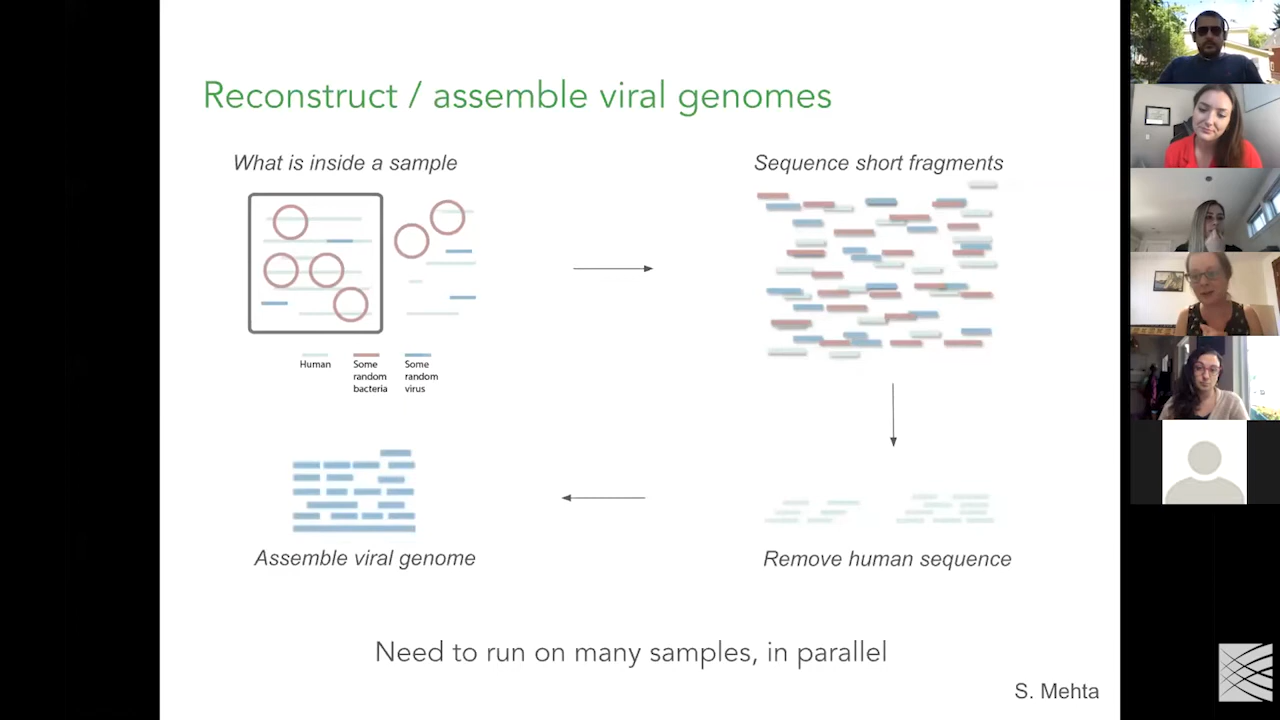 Reconstruct / assemble viral genomes
What is inside a sample
Sequence short fragments
Human
Some
random
bacteria
Some
random
virus
Assemble viral genome
Remove human sequence
Need to run on many samples, in parallel
S. Mehta